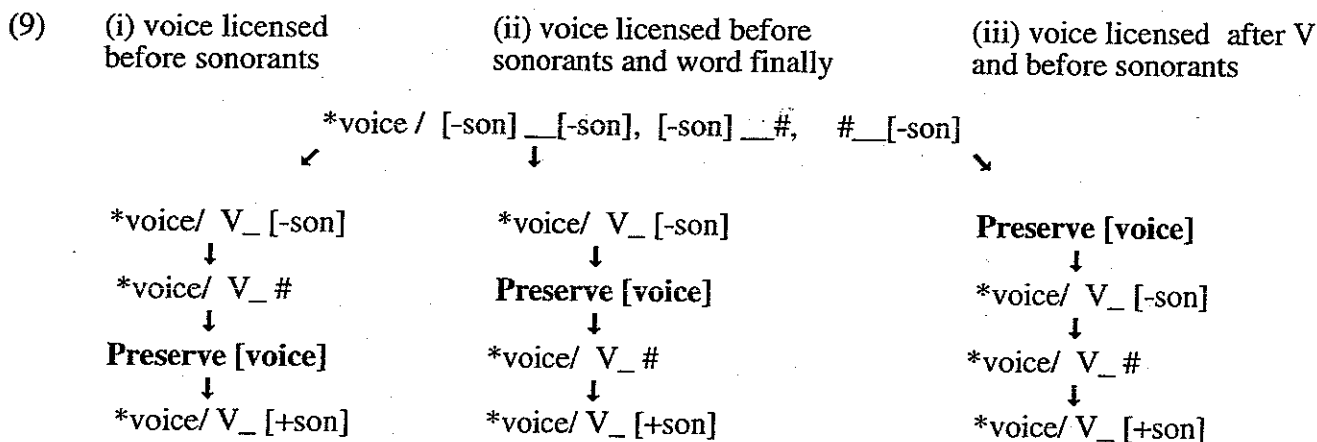 (9) (i) voice licensed before sonorants (ii) voice licensed before sonorants and word finally (iii) voice licensed after V and before sonorants
*voice / [-son] __[-son], [-son] __#, #__[-son]
↙ ↓ ↘
*voice/ V_ [-son] *voice/ V_ [-son] Preserve [voice]
↓ ↓ ↓
*voice/ V_ # Preserve [voice] *voice/ V_ [-son]
↓ ↓ ↓
Preserve [voice] *voice/ V_ # *voice/ V_ #
↓ ↓ ↓
*voice/ V_ [+son] *voice/ V_ [+son] *voice/ V_ [+son]